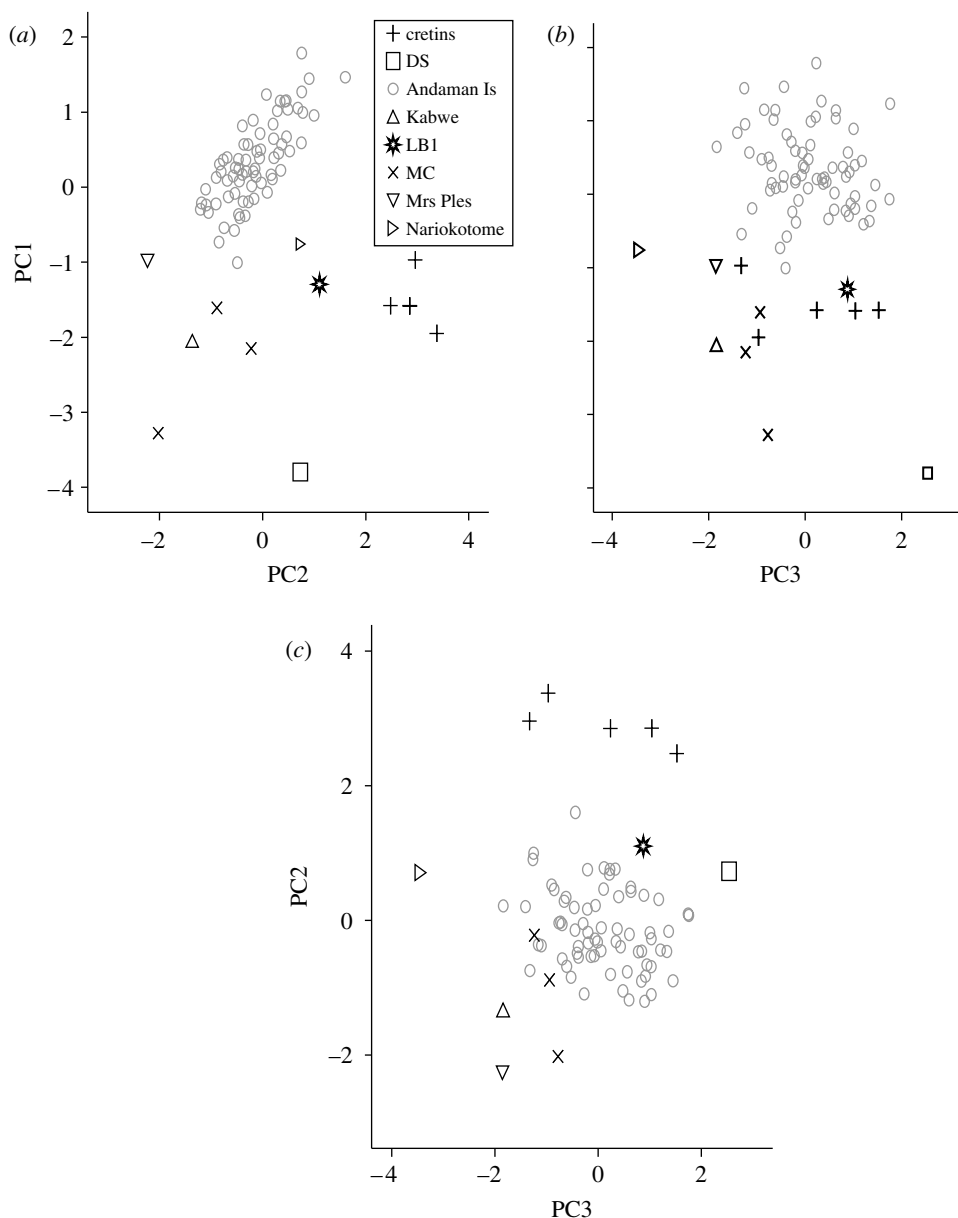 (a)
2
1
0
−1
−2
−3
−4
PC1
−2
0
2
4
PC2
cretins
DS
Andaman Is
Kabwe
LB1
MC
Mrs Ples
Nariokotome
(b)
−4
−2
0
2
PC3
(c)
4
2
0
−2
PC2
−4
−2
0
2
PC3